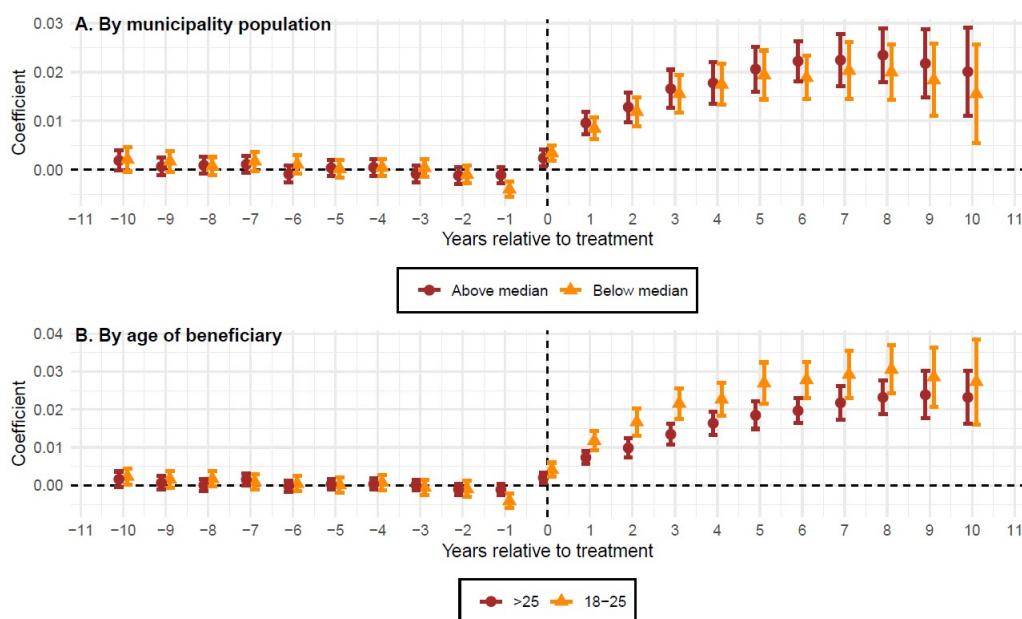 A. By municipality population
0.03
0.02
0.01
0.00
Coefficient
−11 −10 −9 −8 −7 −6 −5 −4 −3 −2 −1 0 1 2 3 4 5 6 7 8 9 10 11
Years relative to treatment
Above median Below median
B. By age of beneficiary
0.04
0.03
0.02
0.01
0.00
Coefficient
−11 −10 −9 −8 −7 −6 −5 −4 −3 −2 −1 0 1 2 3 4 5 6 7 8 9 10 11
Years relative to treatment
>25 18−25